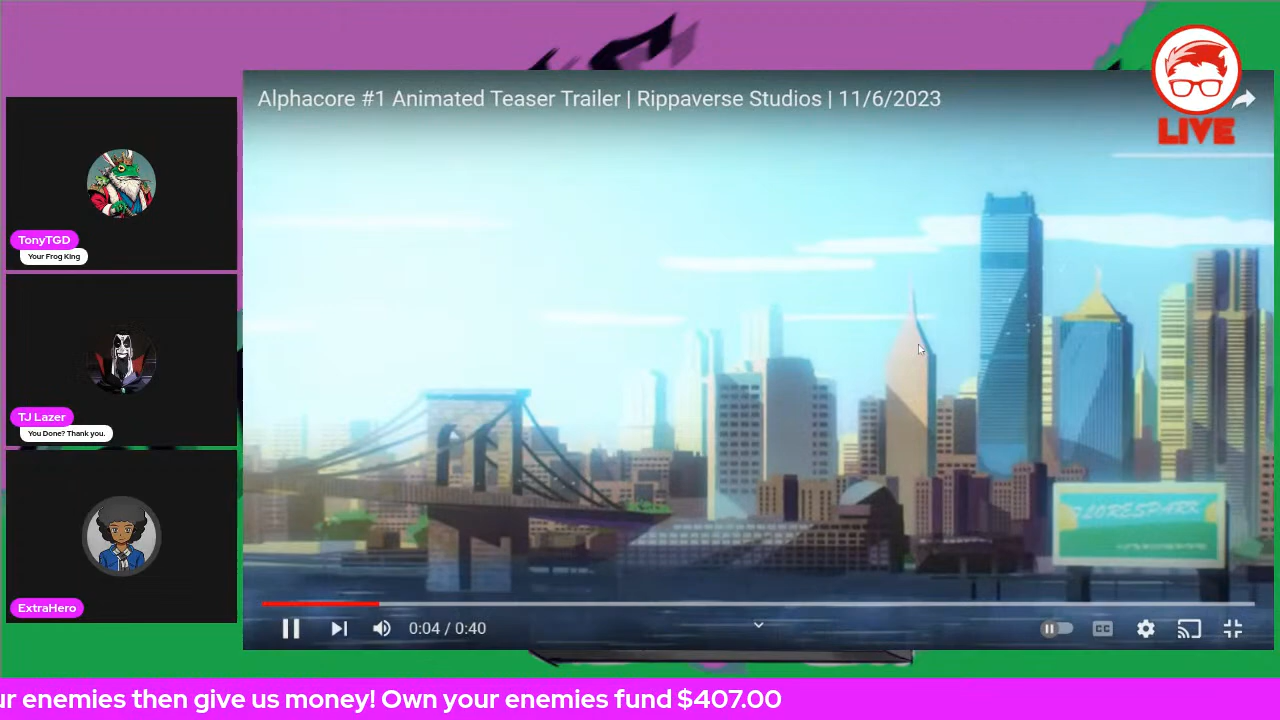 Alphacore #1 Animated Teaser Trailer | Rippaverse Studios | 11/6/2023
LIVE
TonyTGD
Your Frog King
TJ Lazer
You Done? Thank you.
ExtraHero
FLORESPARK
0:04 / 0:40
CC
ur enemies then give us money! Own your enemies fund $407.00